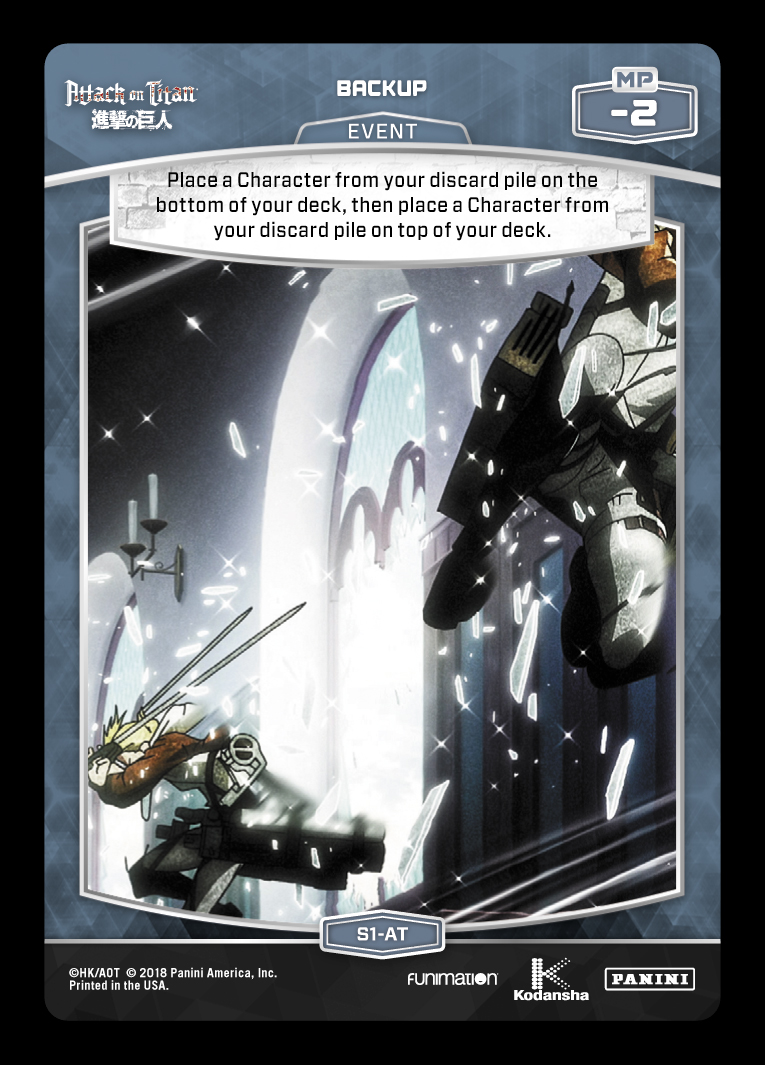 Attack on Titan
進撃の巨人
BACKUP
EVENT
MP
-2
Place a Character from your discard pile on the
bottom of your deck, then place a Character from
your discard pile on top of your deck.
S1-AT
©HK/AOT © 2018 Panini America, Inc.
Printed in the USA.
FUNIMATION
Kodansha
PANINI